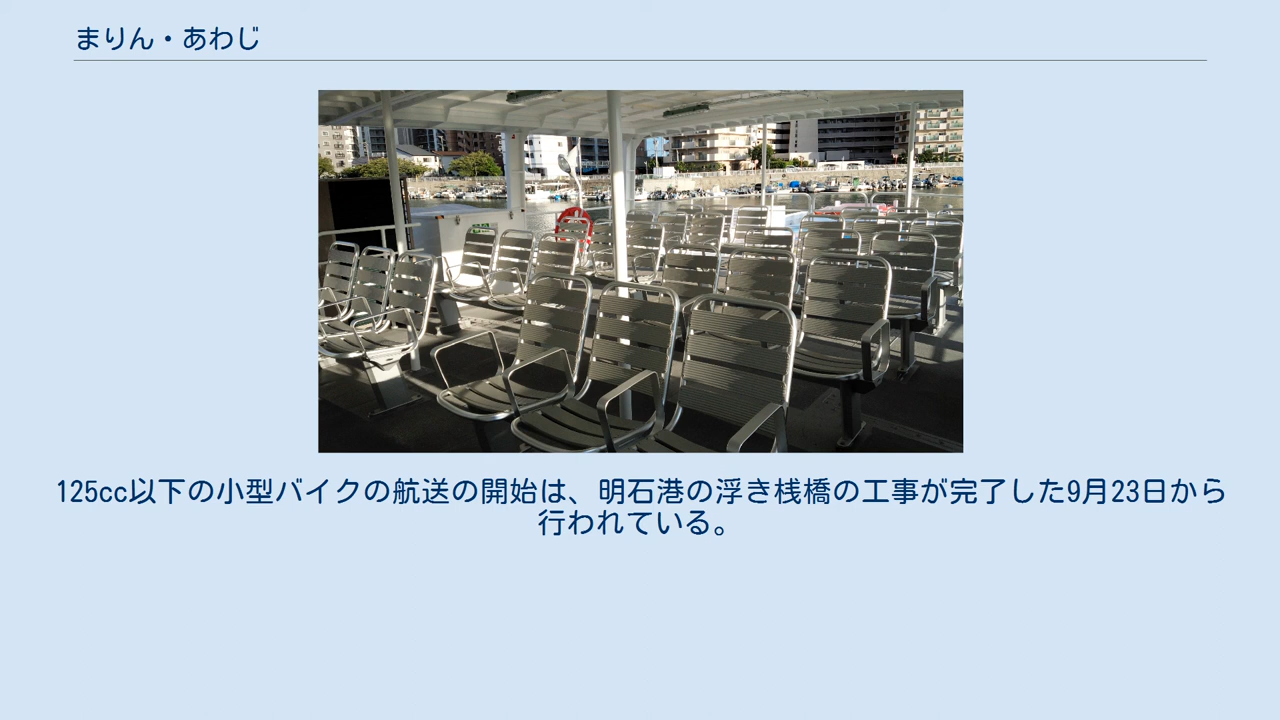 まりん・あわじ
125cc以下の小型バイクの航送の開始は、明石港の浮き桟橋の工事が完了した9月23日から
行われている。